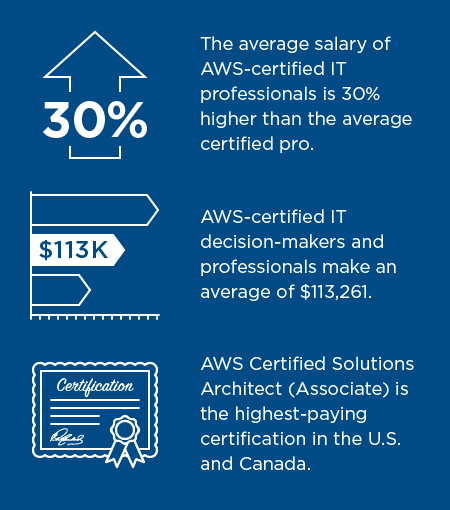 30%
The average salary of
AWS-certified IT
professionals is 30%
higher than the average
certified pro.
$113K
AWS-certified IT
decision-makers and
professionals make an
average of $113,261.
Certification
AWS Certified Solutions
Architect (Associate) is
the highest-paying
certification in the U.S.
and Canada.